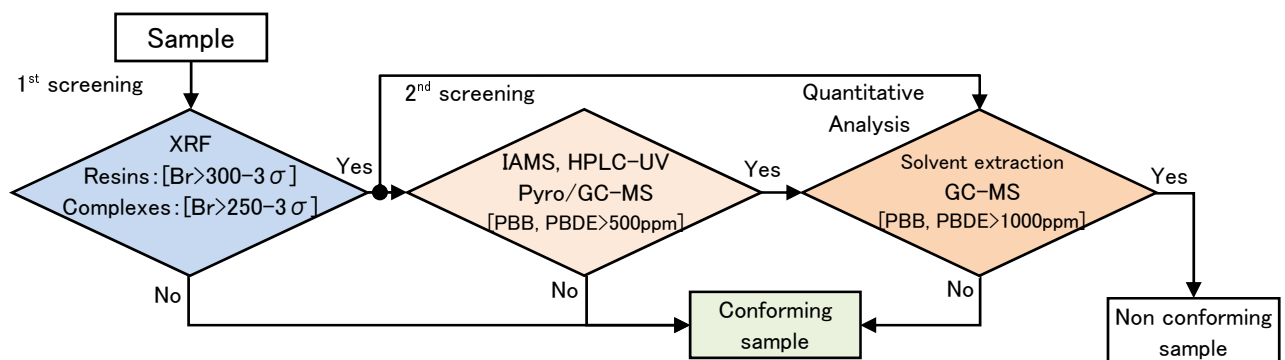 Sample
1st screening
XRF
Resins:[Br>300-3σ]
Complexes:[Br>250-3σ]
Yes
No
2nd screening
IAMS, HPLC-UV
Pyro/GC-MS
[PBB, PBDE>500ppm]
Yes
No
Quantitative
Analysis
Solvent extraction
GC-MS
[PBB, PBDE>1000ppm]
Yes
No
Conforming
sample
Non conforming
sample